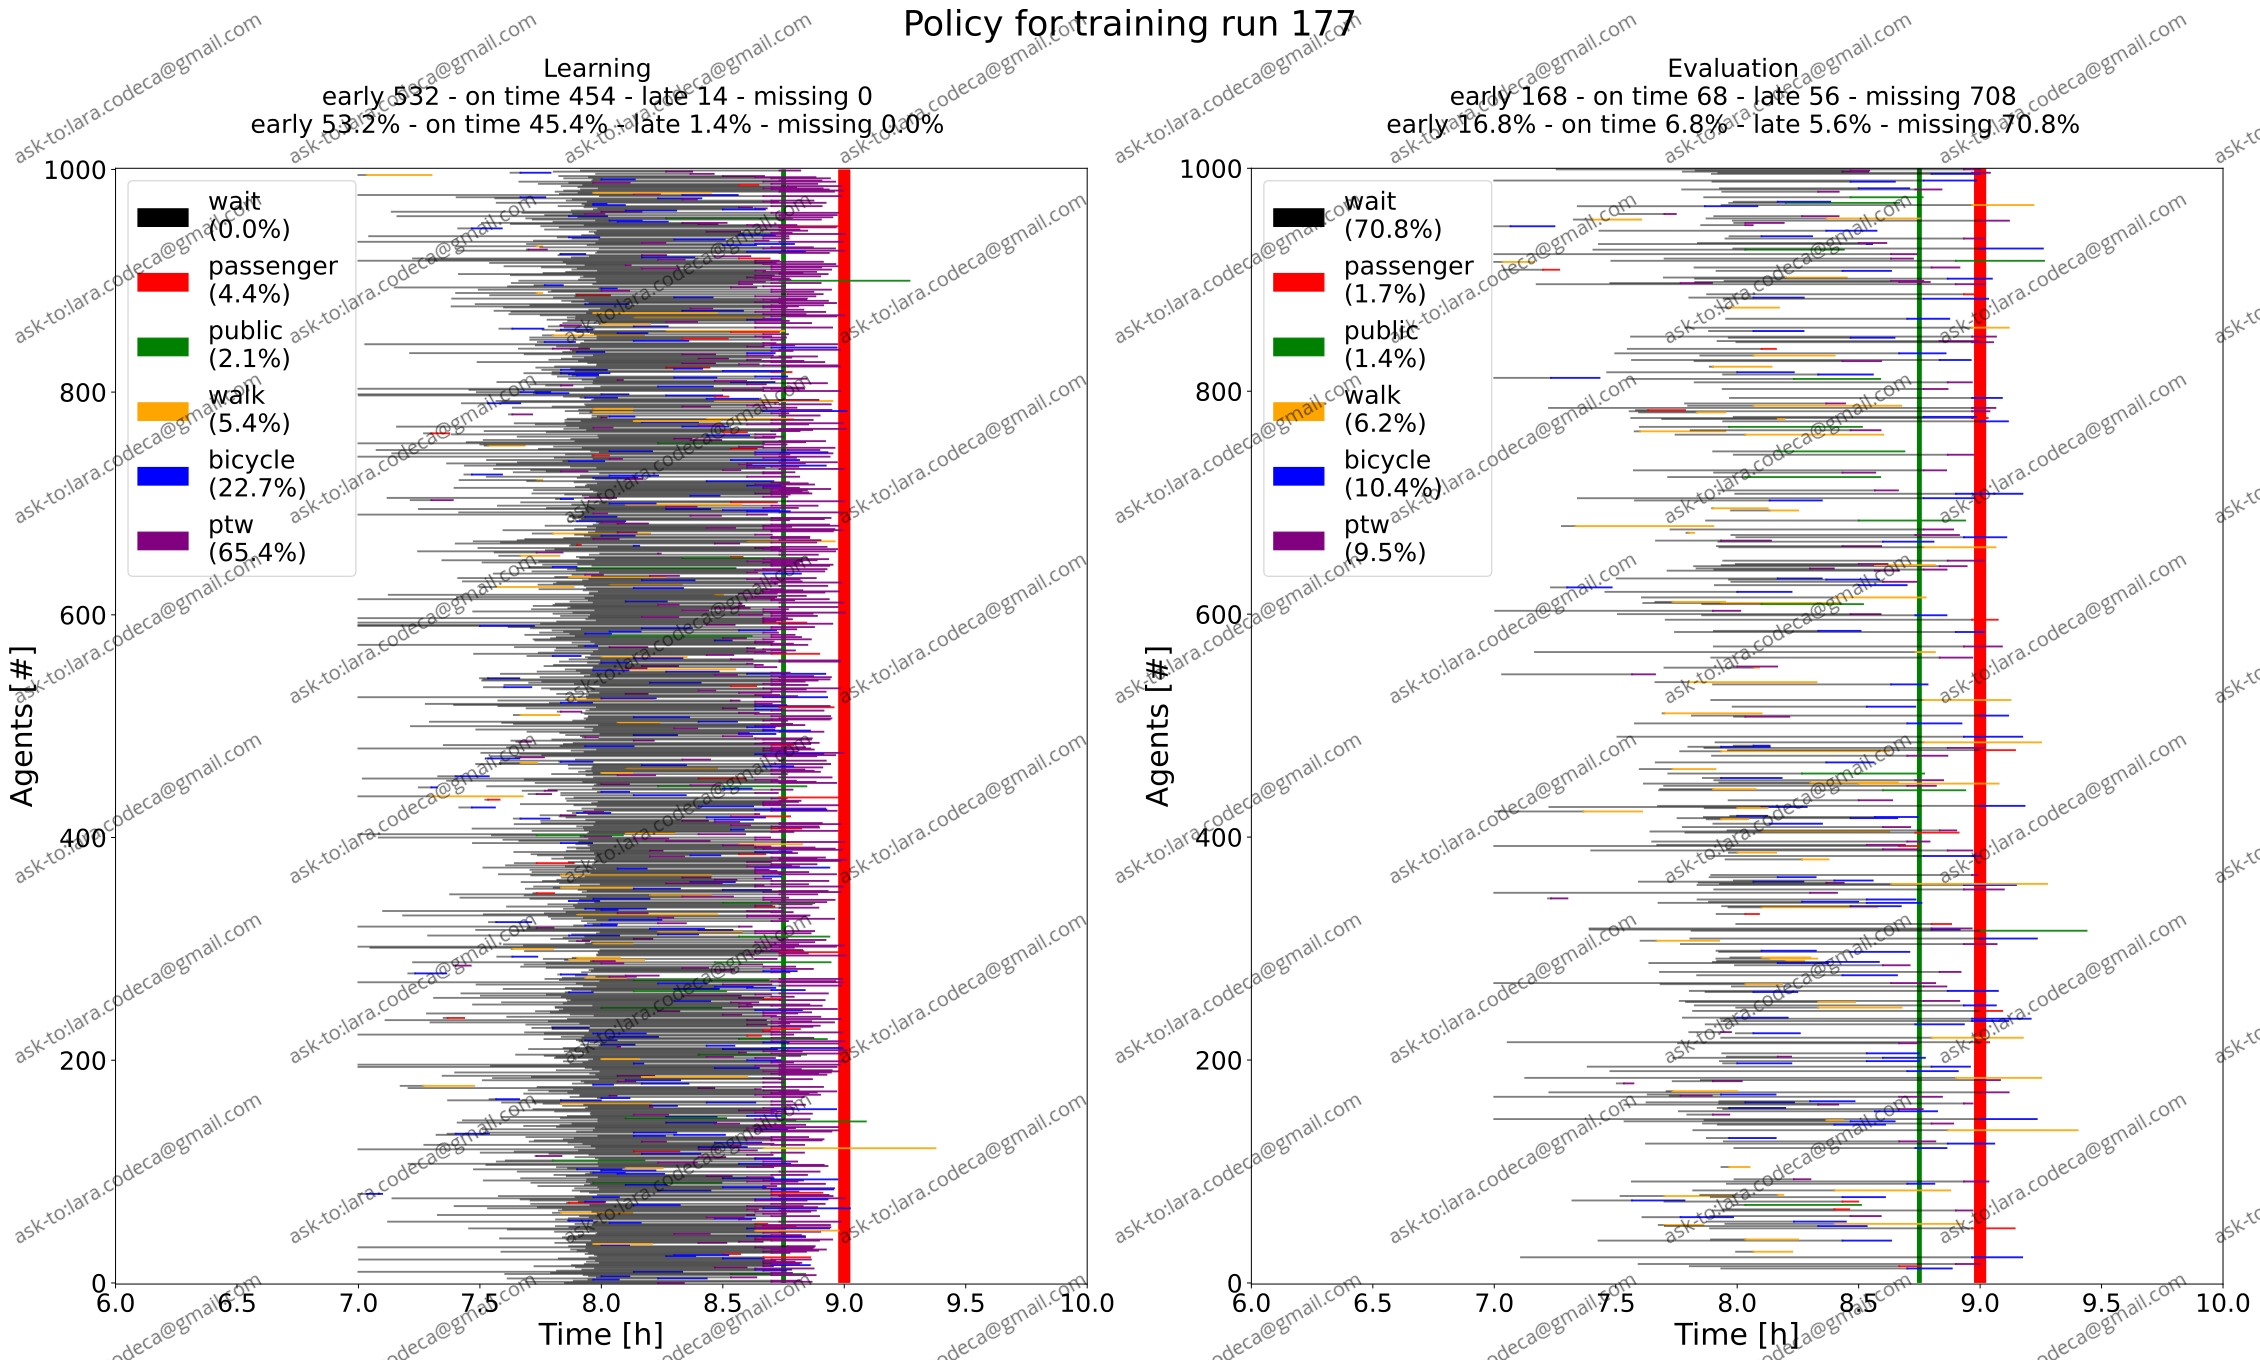 Policy for training run 177
Learning
early 532 - on time 454 - late 14 - missing 0
early 53.2% - on time 45.4% - late 1.4% - missing 0.0%
1000
800
600
400
200
0
Agents [#]
wait
(0.0%)
passenger
(4.4%)
public
(2.1%)
walk
(5.4%)
bicycle
(22.7%)
ptw
(65.4%)
6.0 6.5 7.0 7.5 8.0 8.5 9.0 9.5 10.0
Time [h]
Evaluation
early 168 - on time 68 - late 56 - missing 708
early 16.8% - on time 6.8% - late 5.6% - missing 70.8%
1000
800
600
400
200
0
Agents [#]
wait
(70.8%)
passenger
(1.7%)
public
(1.4%)
walk
(6.2%)
bicycle
(10.4%)
ptw
(9.5%)
6.0 6.5 7.0 7.5 8.0 8.5 9.0 9.5 10.0
Time [h]
ask-to:lara.codeca@gmail.com